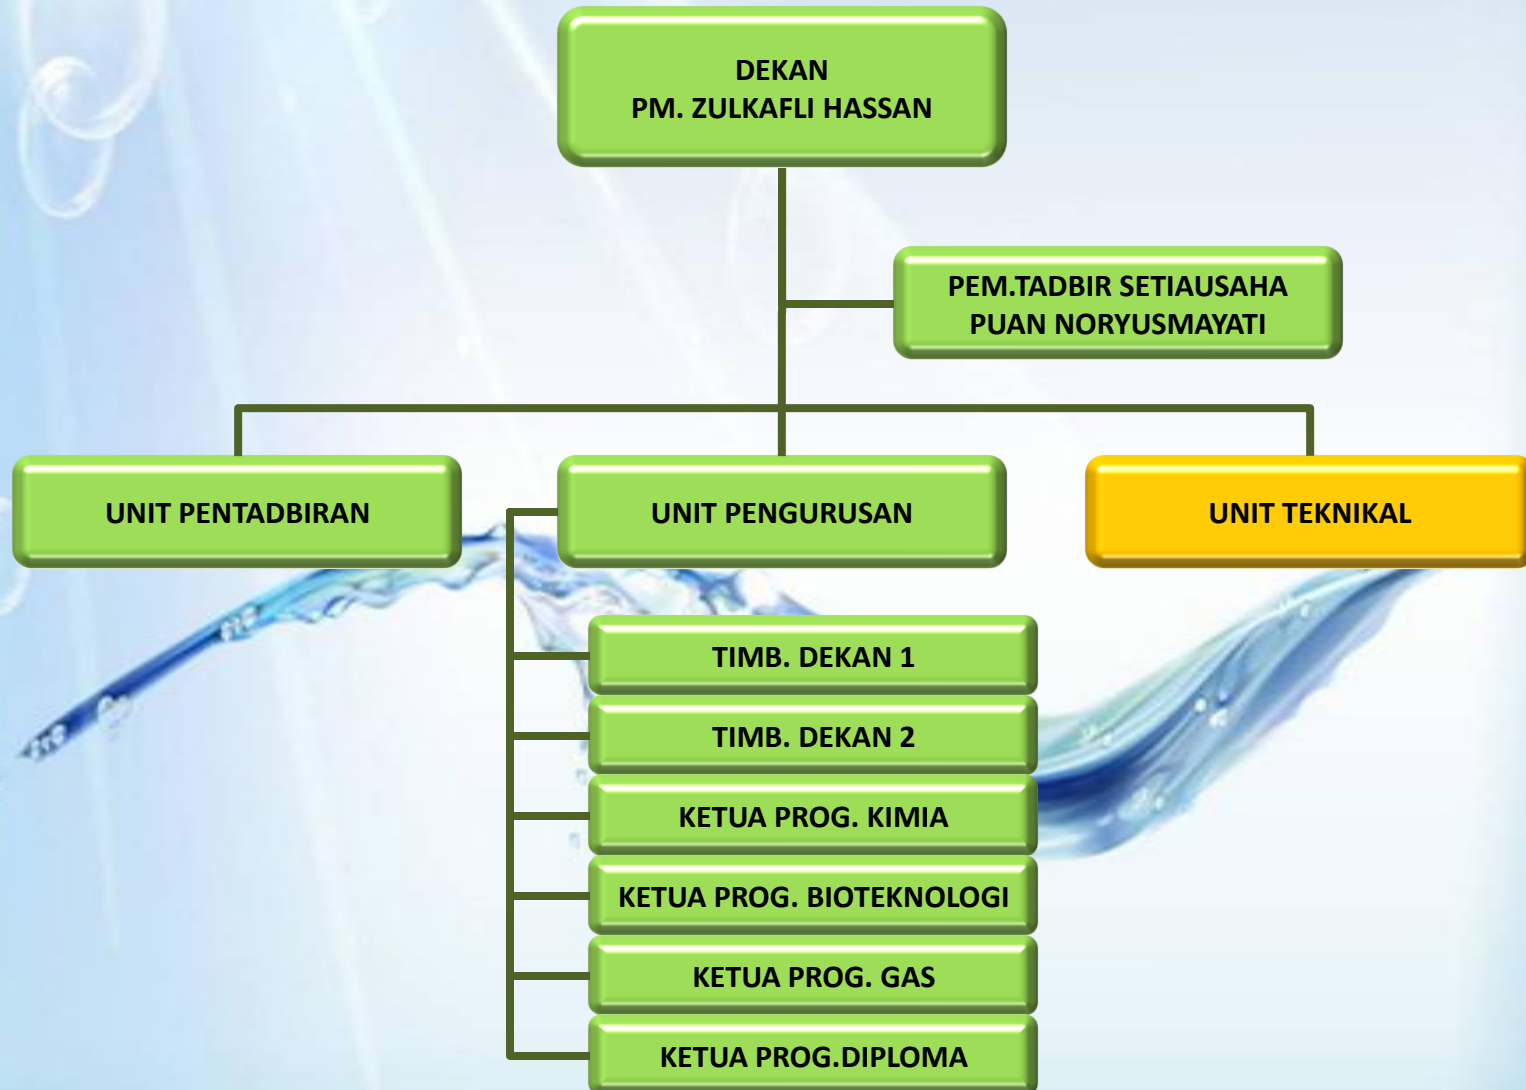 DEKAN
PM. ZULKAFLI HASSAN
PEM.TADBIR SETIAUSAHA
PUAN NORYUSMAYATI
UNIT PENTADBIRAN
UNIT PENGURUSAN
UNIT TEKNIKAL
TIMB. DEKAN 1
TIMB. DEKAN 2
KETUA PROG. KIMIA
KETUA PROG. BIOTEKNOLOGI
KETUA PROG. GAS
KETUA PROG.DIPLOMA